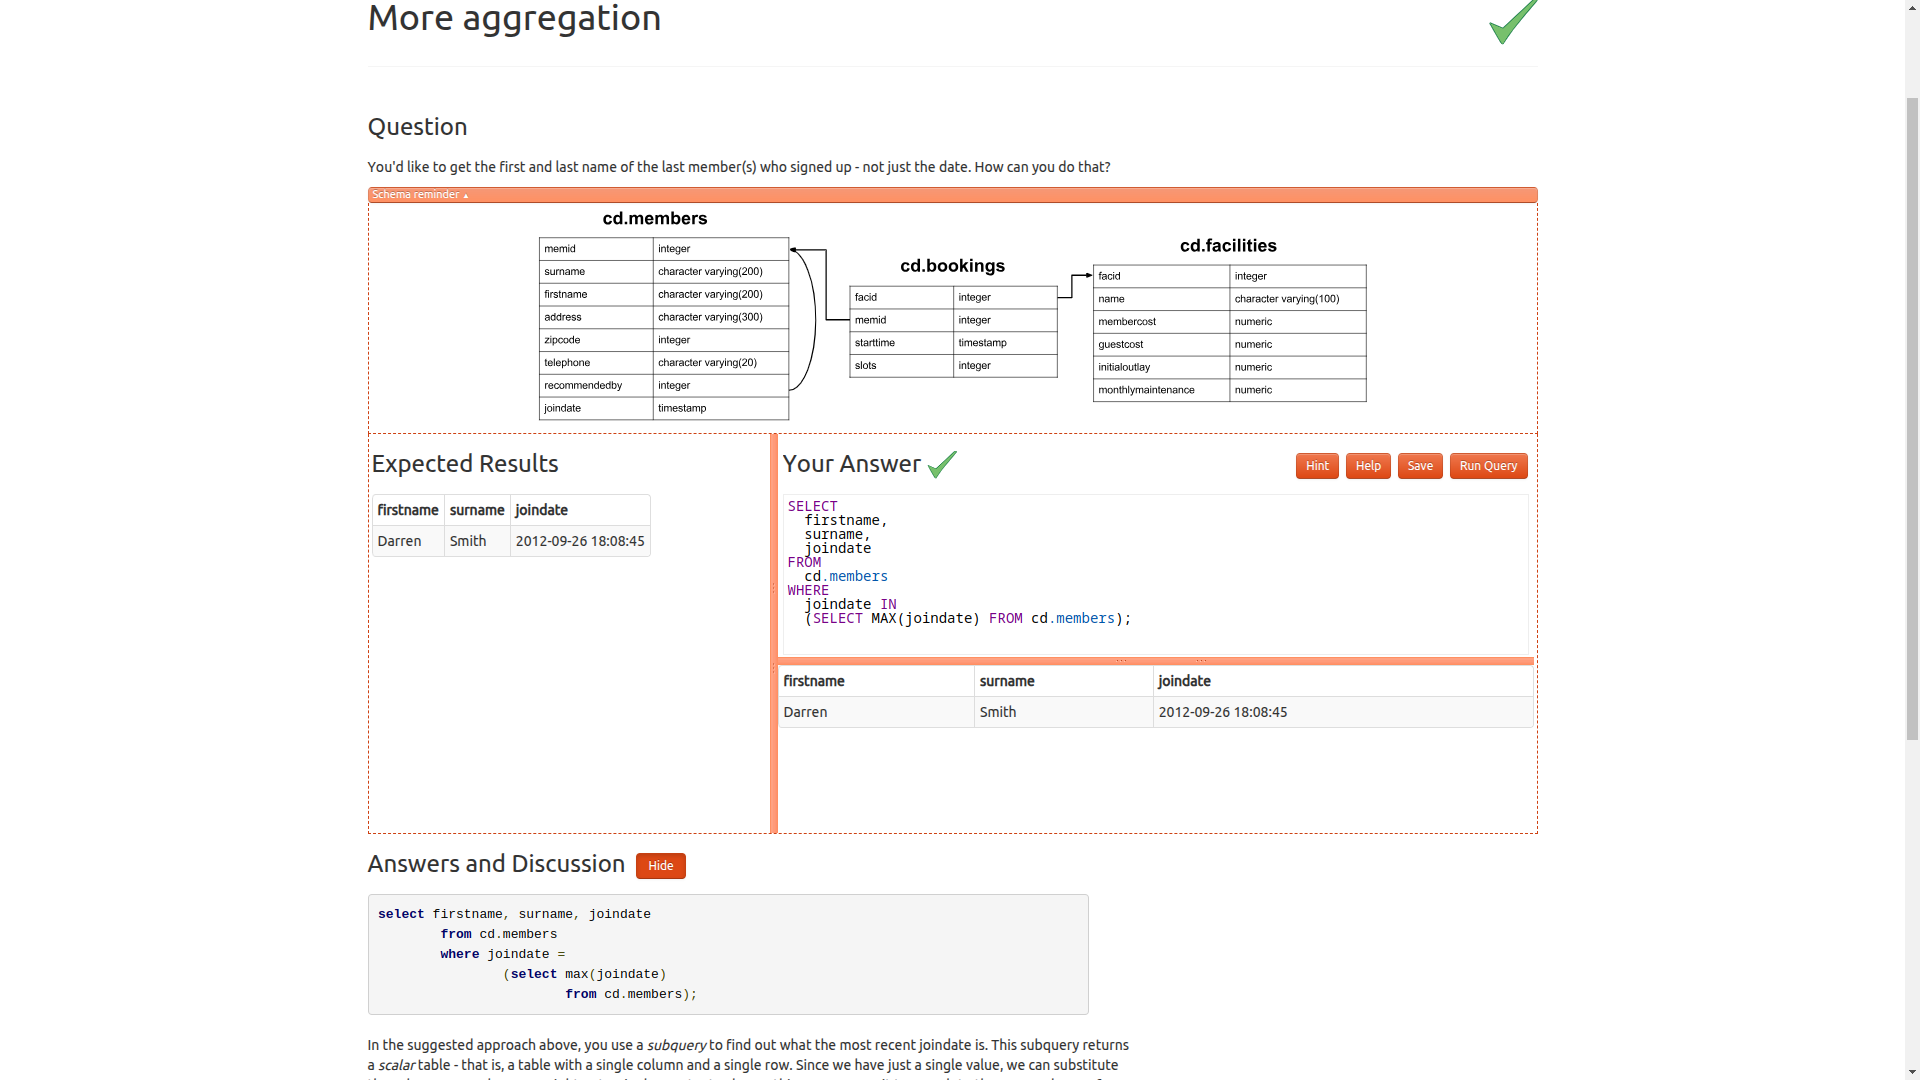 More aggregation
Question
You'd like to get the first and last name of the last member(s) who signed up - not just the date. How can you do that?
Schema reminder ▲
cd.members
memid integer
surname character varying(200)
firstname character varying(200)
address character varying(300)
zipcode integer
telephone character varying(20)
recommendedby integer
joindate timestamp
cd.bookings
facid integer
memid integer
starttime timestamp
slots integer
cd.facilities
facid integer
name character varying(100)
membercost numeric
guestcost numeric
initialoutlay numeric
monthlymaintenance numeric
Expected Results
firstname surname joindate
Darren Smith 2012-09-26 18:08:45
Your Answer
Hint Help Save Run Query
SELECT
firstname,
surname,
joindate
FROM
cd.members
WHERE
joindate IN
(SELECT MAX(joindate) FROM cd.members);
firstname surname joindate
Darren Smith 2012-09-26 18:08:45
Answers and Discussion Hide
select firstname, surname, joindate
from cd.members
where joindate =
(select max(joindate)
from cd.members);
In the suggested approach above, you use a subquery to find out what the most recent joindate is. This subquery returns
a scalar table - that is, a table with a single column and a single row. Since we have just a single value, we can substitute